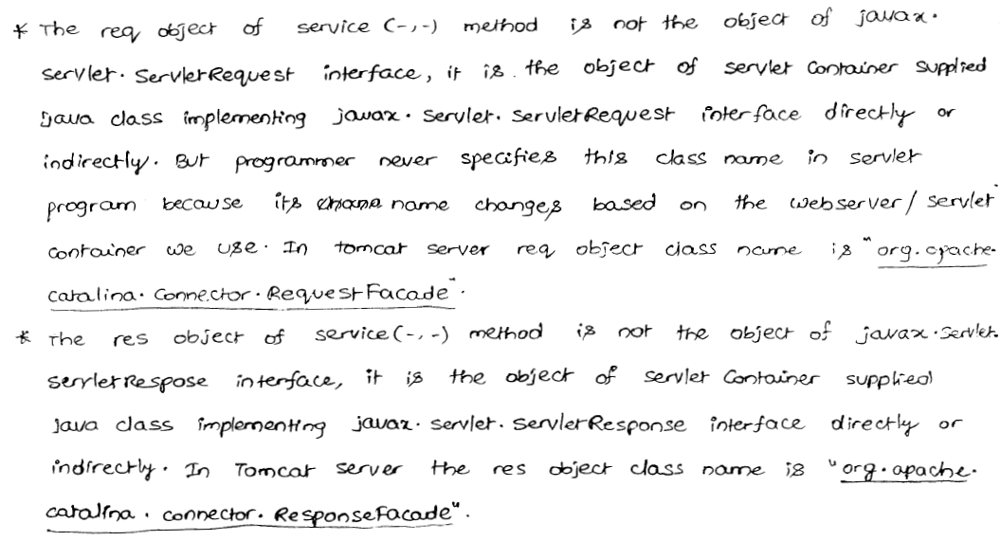 * The req object of service (-,-) method is not the object of javax.
servlet. ServletRequest interface, it is the object of servlet Container supplied
Java class implementing javax. servlet. servletRequest interface directly or
indirectly. But programmer never specifies this class name in servlet
program because its name changes based on the webserver/ servlet
container we use. In tomcat server req object class name is "org.apache.
catalina. Connector. RequestFacade".
* The res object of service(-,-) method is not the object of javax.servlet.
servletRespose interface, it is the object of servlet Container supplied
Java class implementing javax. servlet. servletResponse interface directly or
indirectly. In Tomcat server the res object class name is "org.apache.
catalina. connector. ResponseFacade".